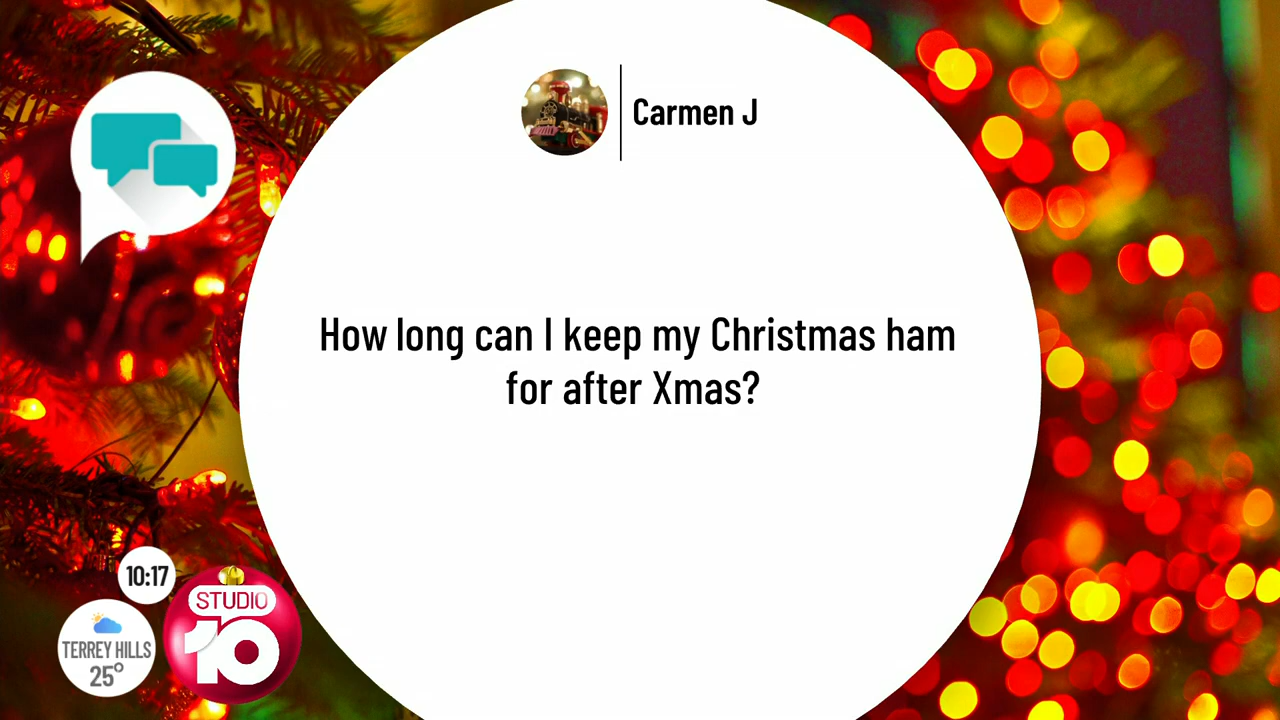 Carmen J
How long can I keep my Christmas ham
for after Xmas?
10:17
TERREY HILLS
25°
STUDIO
10